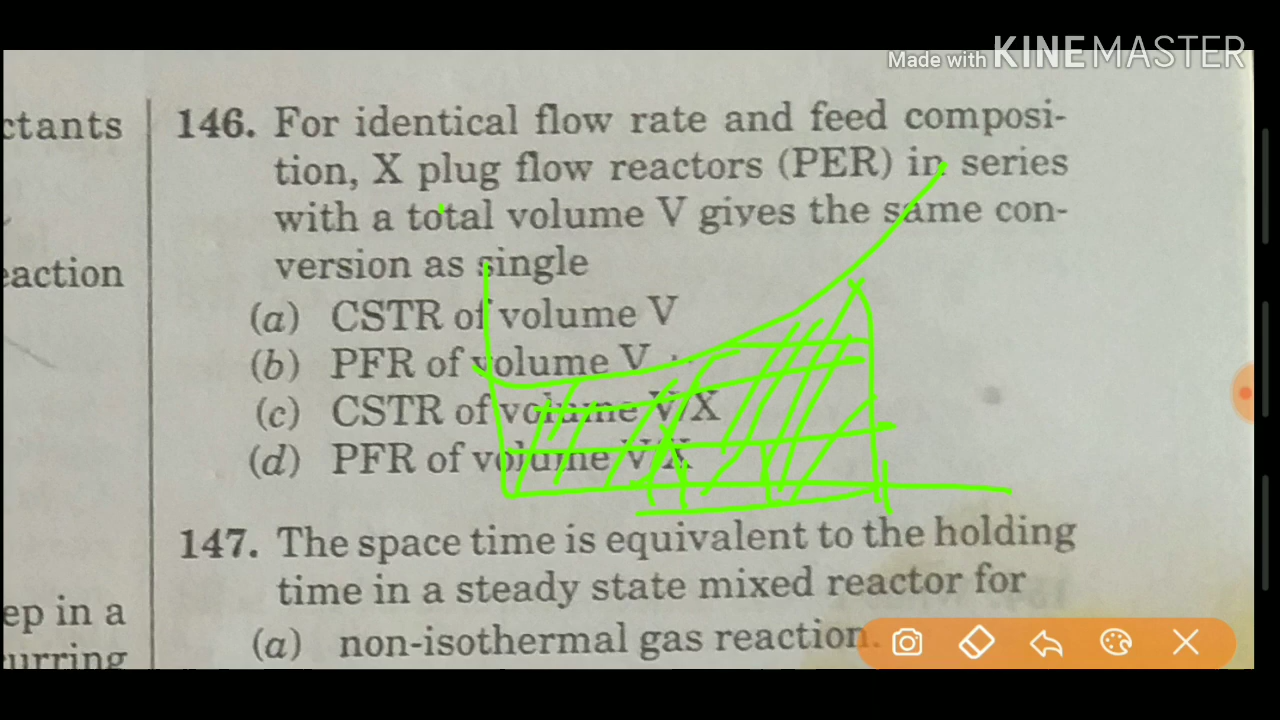 Made with KINEMASTER
ctants
eaction
ep in a
urring
146. For identical flow rate and feed composi-
tion, X plug flow reactors (PER) in series
with a total volume V gives the same con-
version as single
(a) CSTR of volume V
(b) PFR of volume V
(c) CSTR of volume V/X
(d) PFR of volume V/X
147. The space time is equivalent to the holding
time in a steady state mixed reactor for
(a) non-isothermal gas reaction.